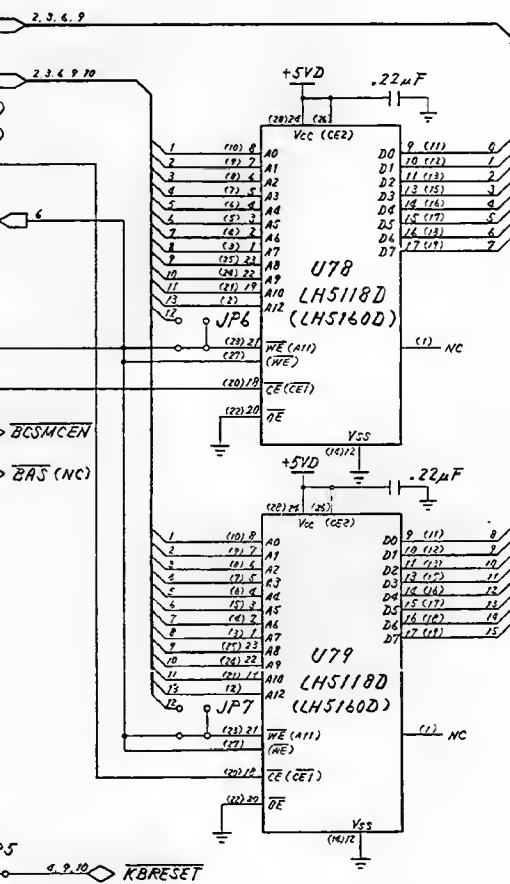 2, 3, 6, 9
2, 3, 6, 9, 10
6
+5VD
.22μF
(28) 24 (26)
Vcc (CE2)
1 (10) 8 A0
2 (9) 7 A1
3 (8) 6 A2
4 (7) 5 A3
5 (6) 4 A4
6 (5) 3 A5
7 (4) 2 A6
8 (3) 1 A7
9 (25) 23 A8
10 (24) 22 A9
11 (21) 19 A10
13 (2) A12
12 JP6
D0 9 (11) 0
D1 10 (12) 1
D2 11 (13) 2
D3 13 (15) 3
D4 14 (16) 4
D5 15 (17) 5
D6 16 (18) 6
D7 17 (19) 7
U78
LH5118D
(LH5160D)
(23) 21 WE (A11)
(27) (WE)
(1) NC
(20) 18 CE (CE1)
(22) 20 OE
Vss
(14) 12
BCSMCEN
BAS (NC)
+5VD
.22μF
(28) 24 (26)
Vcc (CE2)
1 (10) 8 A0
2 (9) 7 A1
3 (8) 6 A2
4 (7) 5 A3
5 (6) 4 A4
6 (5) 3 A5
7 (4) 2 A6
8 (3) 1 A7
9 (25) 23 A8
10 (24) 22 A9
11 (21) A10
13 (2) A12
12 JP7
D0 9 (11) 8
D1 10 (12) 9
D2 11 (13) 10
D3 13 (15) 11
D4 14 (16) 12
D5 15 (17) 13
D6 16 (18) 14
D7 17 (19) 15
U79
LH5118D
(LH5160D)
(23) 21 WE (A11)
(27) (WE)
(1) NC
(20) 18 CE (CE1)
(22) 20 OE
Vss
(14) 12
P5
4, 9, 10 KBRESET